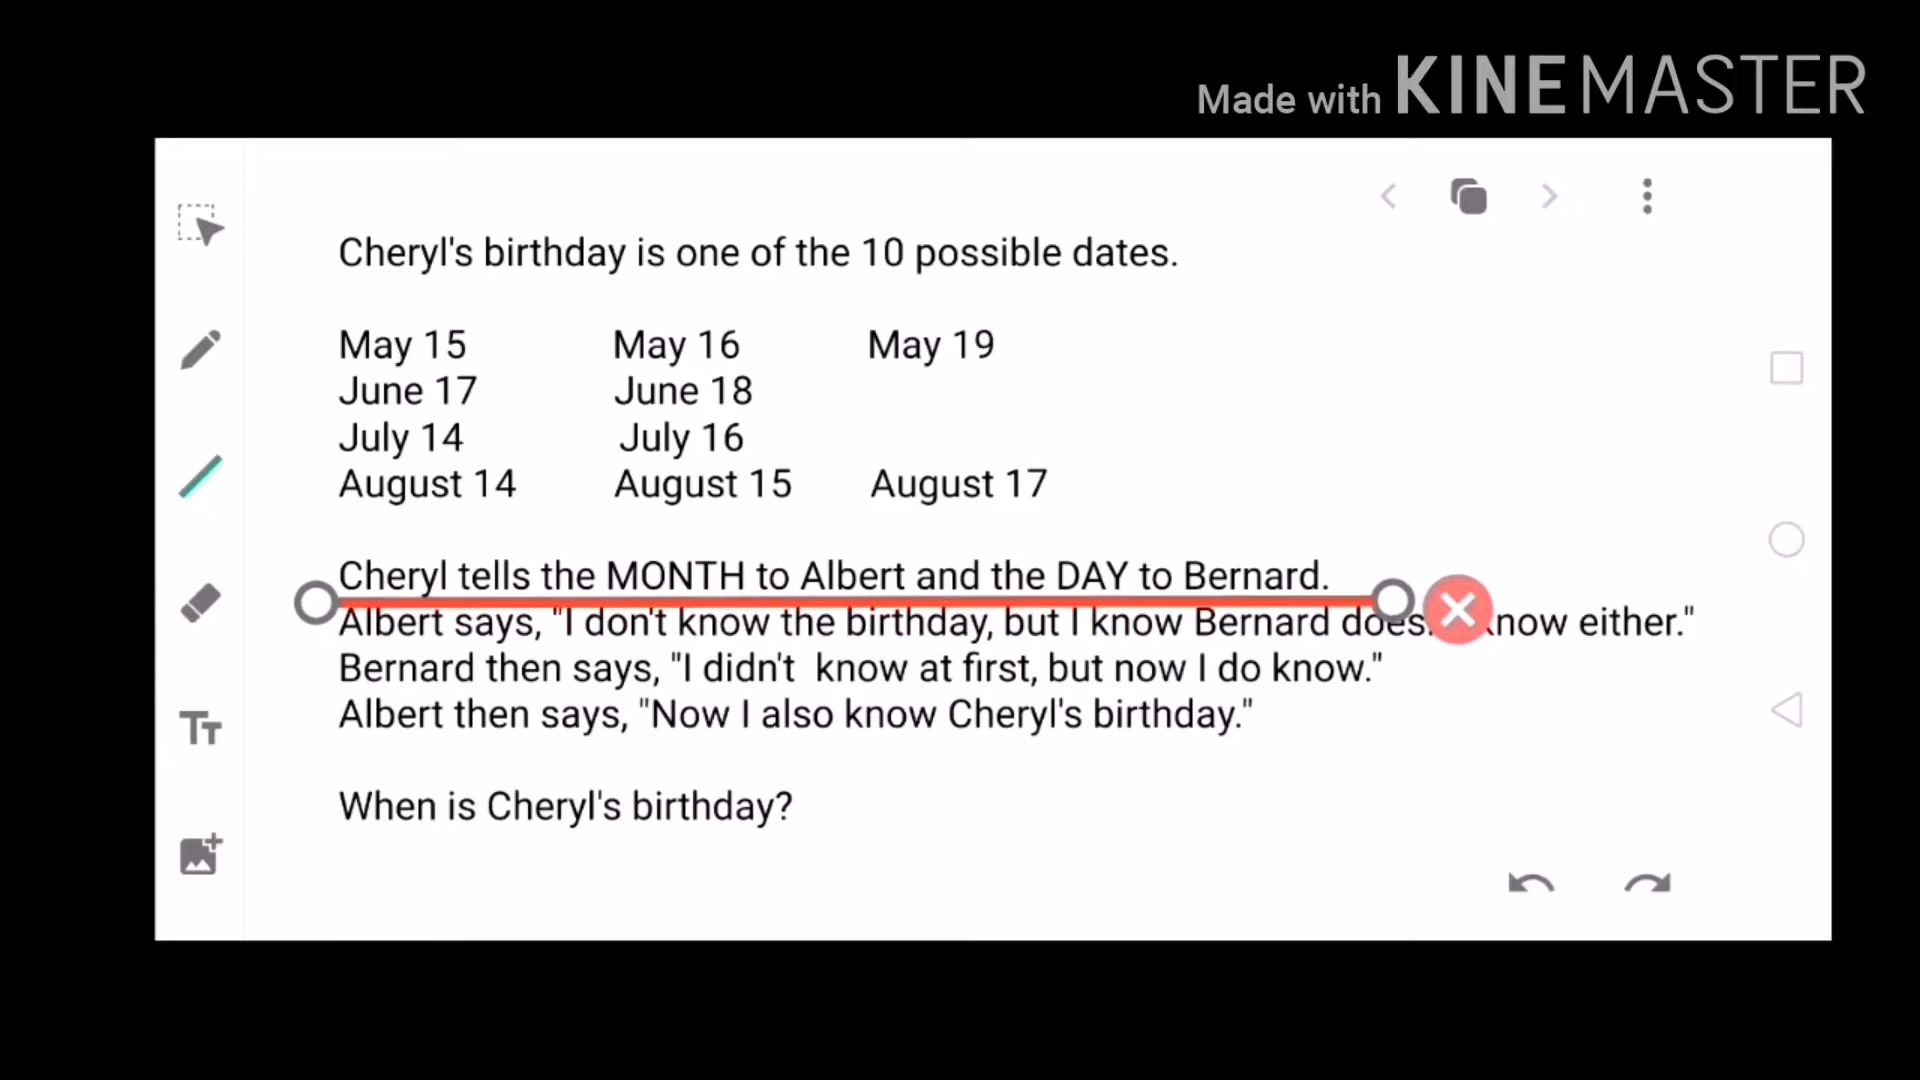 Made with KINEMASTER
Cheryl's birthday is one of the 10 possible dates.
May 15 May 16 May 19
June 17 June 18
July 14 July 16
August 14 August 15 August 17
Cheryl tells the MONTH to Albert and the DAY to Bernard.
Albert says, "I don't know the birthday, but I know Bernard know either."
Bernard then says, "I didn't know at first, but now I do know."
Albert then says, "Now I also know Cheryl's birthday."
When is Cheryl's birthday?
TT